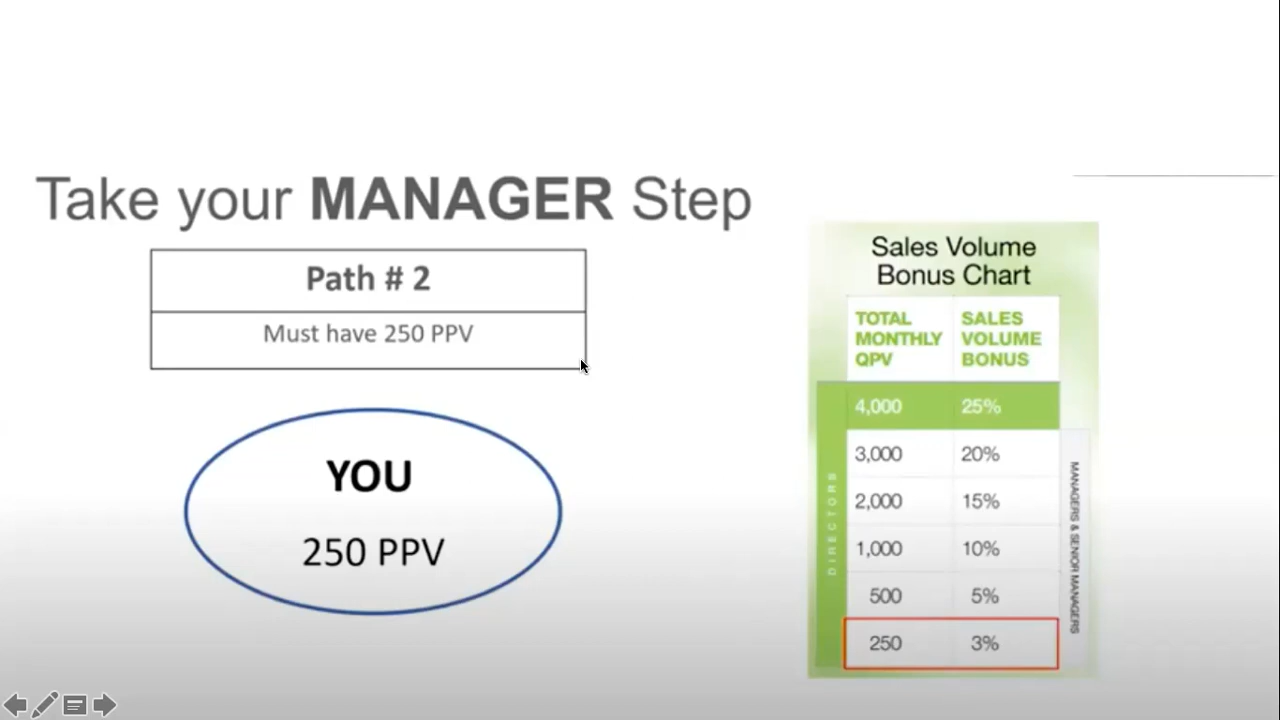 Take your MANAGER Step
Path # 2
Must have 250 PPV
YOU
250 PPV
Sales Volume
Bonus Chart
TOTAL MONTHLY QPV SALES VOLUME BONUS
4,000 25%
3,000 20%
2,000 15%
1,000 10%
500 5%
250 3%
DIRECTORS
MANAGERS & SENIOR MANAGERS